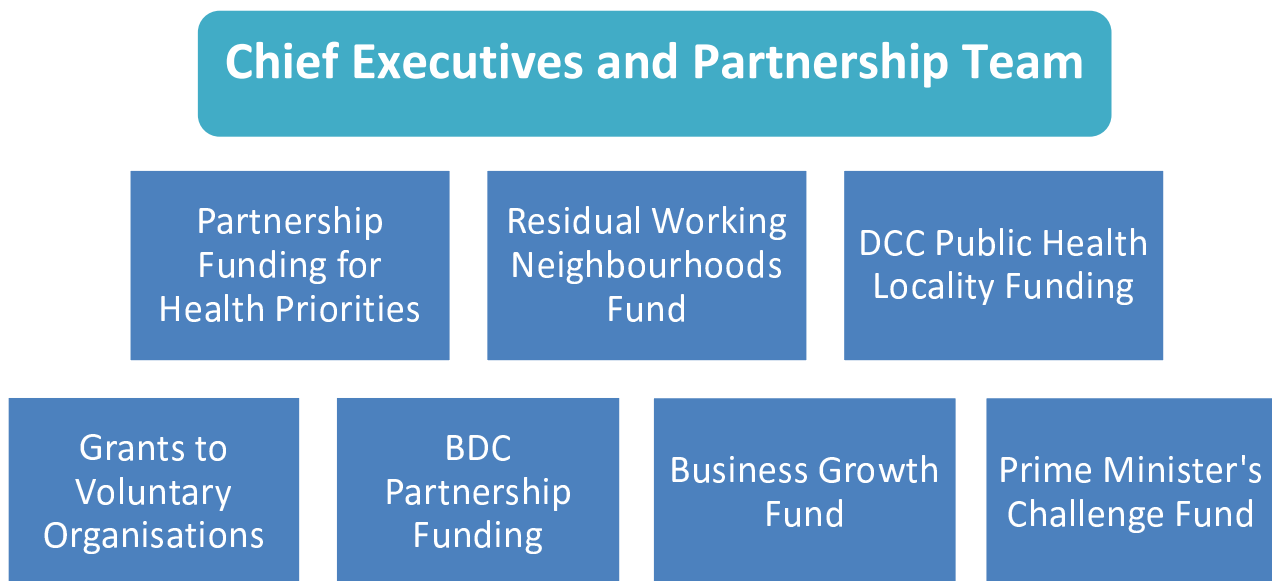 Chief Executives and Partnership Team
Partnership
Funding for
Health Priorities
Residual Working
Neighbourhoods
Fund
DCC Public Health
Locality Funding
Grants to
Voluntary
Organisations
BDC
Partnership
Funding
Business Growth
Fund
Prime Minister's
Challenge Fund